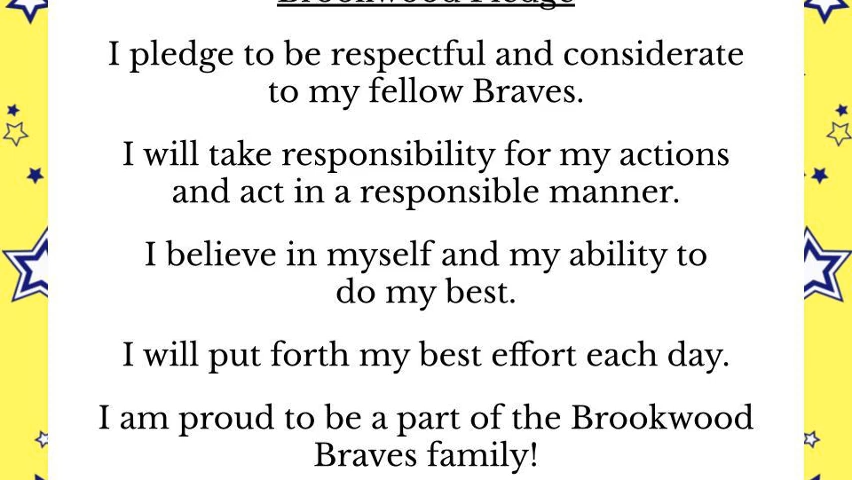 Brookwood Pledge
I pledge to be respectful and considerate
to my fellow Braves.
I will take responsibility for my actions
and act in a responsible manner.
I believe in myself and my ability to
do my best.
I will put forth my best effort each day.
I am proud to be a part of the Brookwood
Braves family!